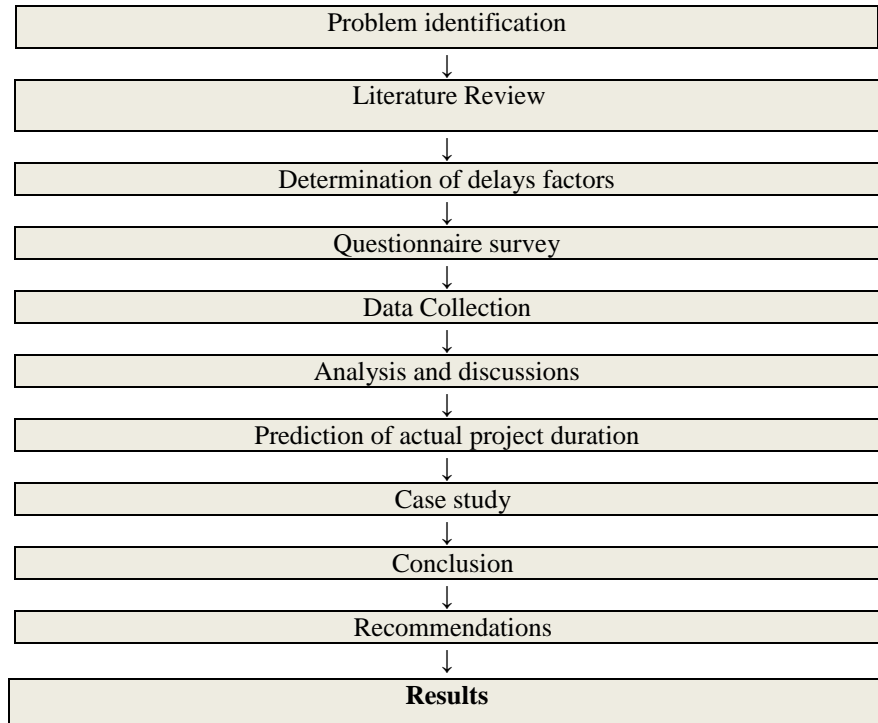 Problem identification
↓
Literature Review
↓
Determination of delays factors
↓
Questionnaire survey
↓
Data Collection
↓
Analysis and discussions
↓
Prediction of actual project duration
↓
Case study
↓
Conclusion
↓
Recommendations
↓
Results